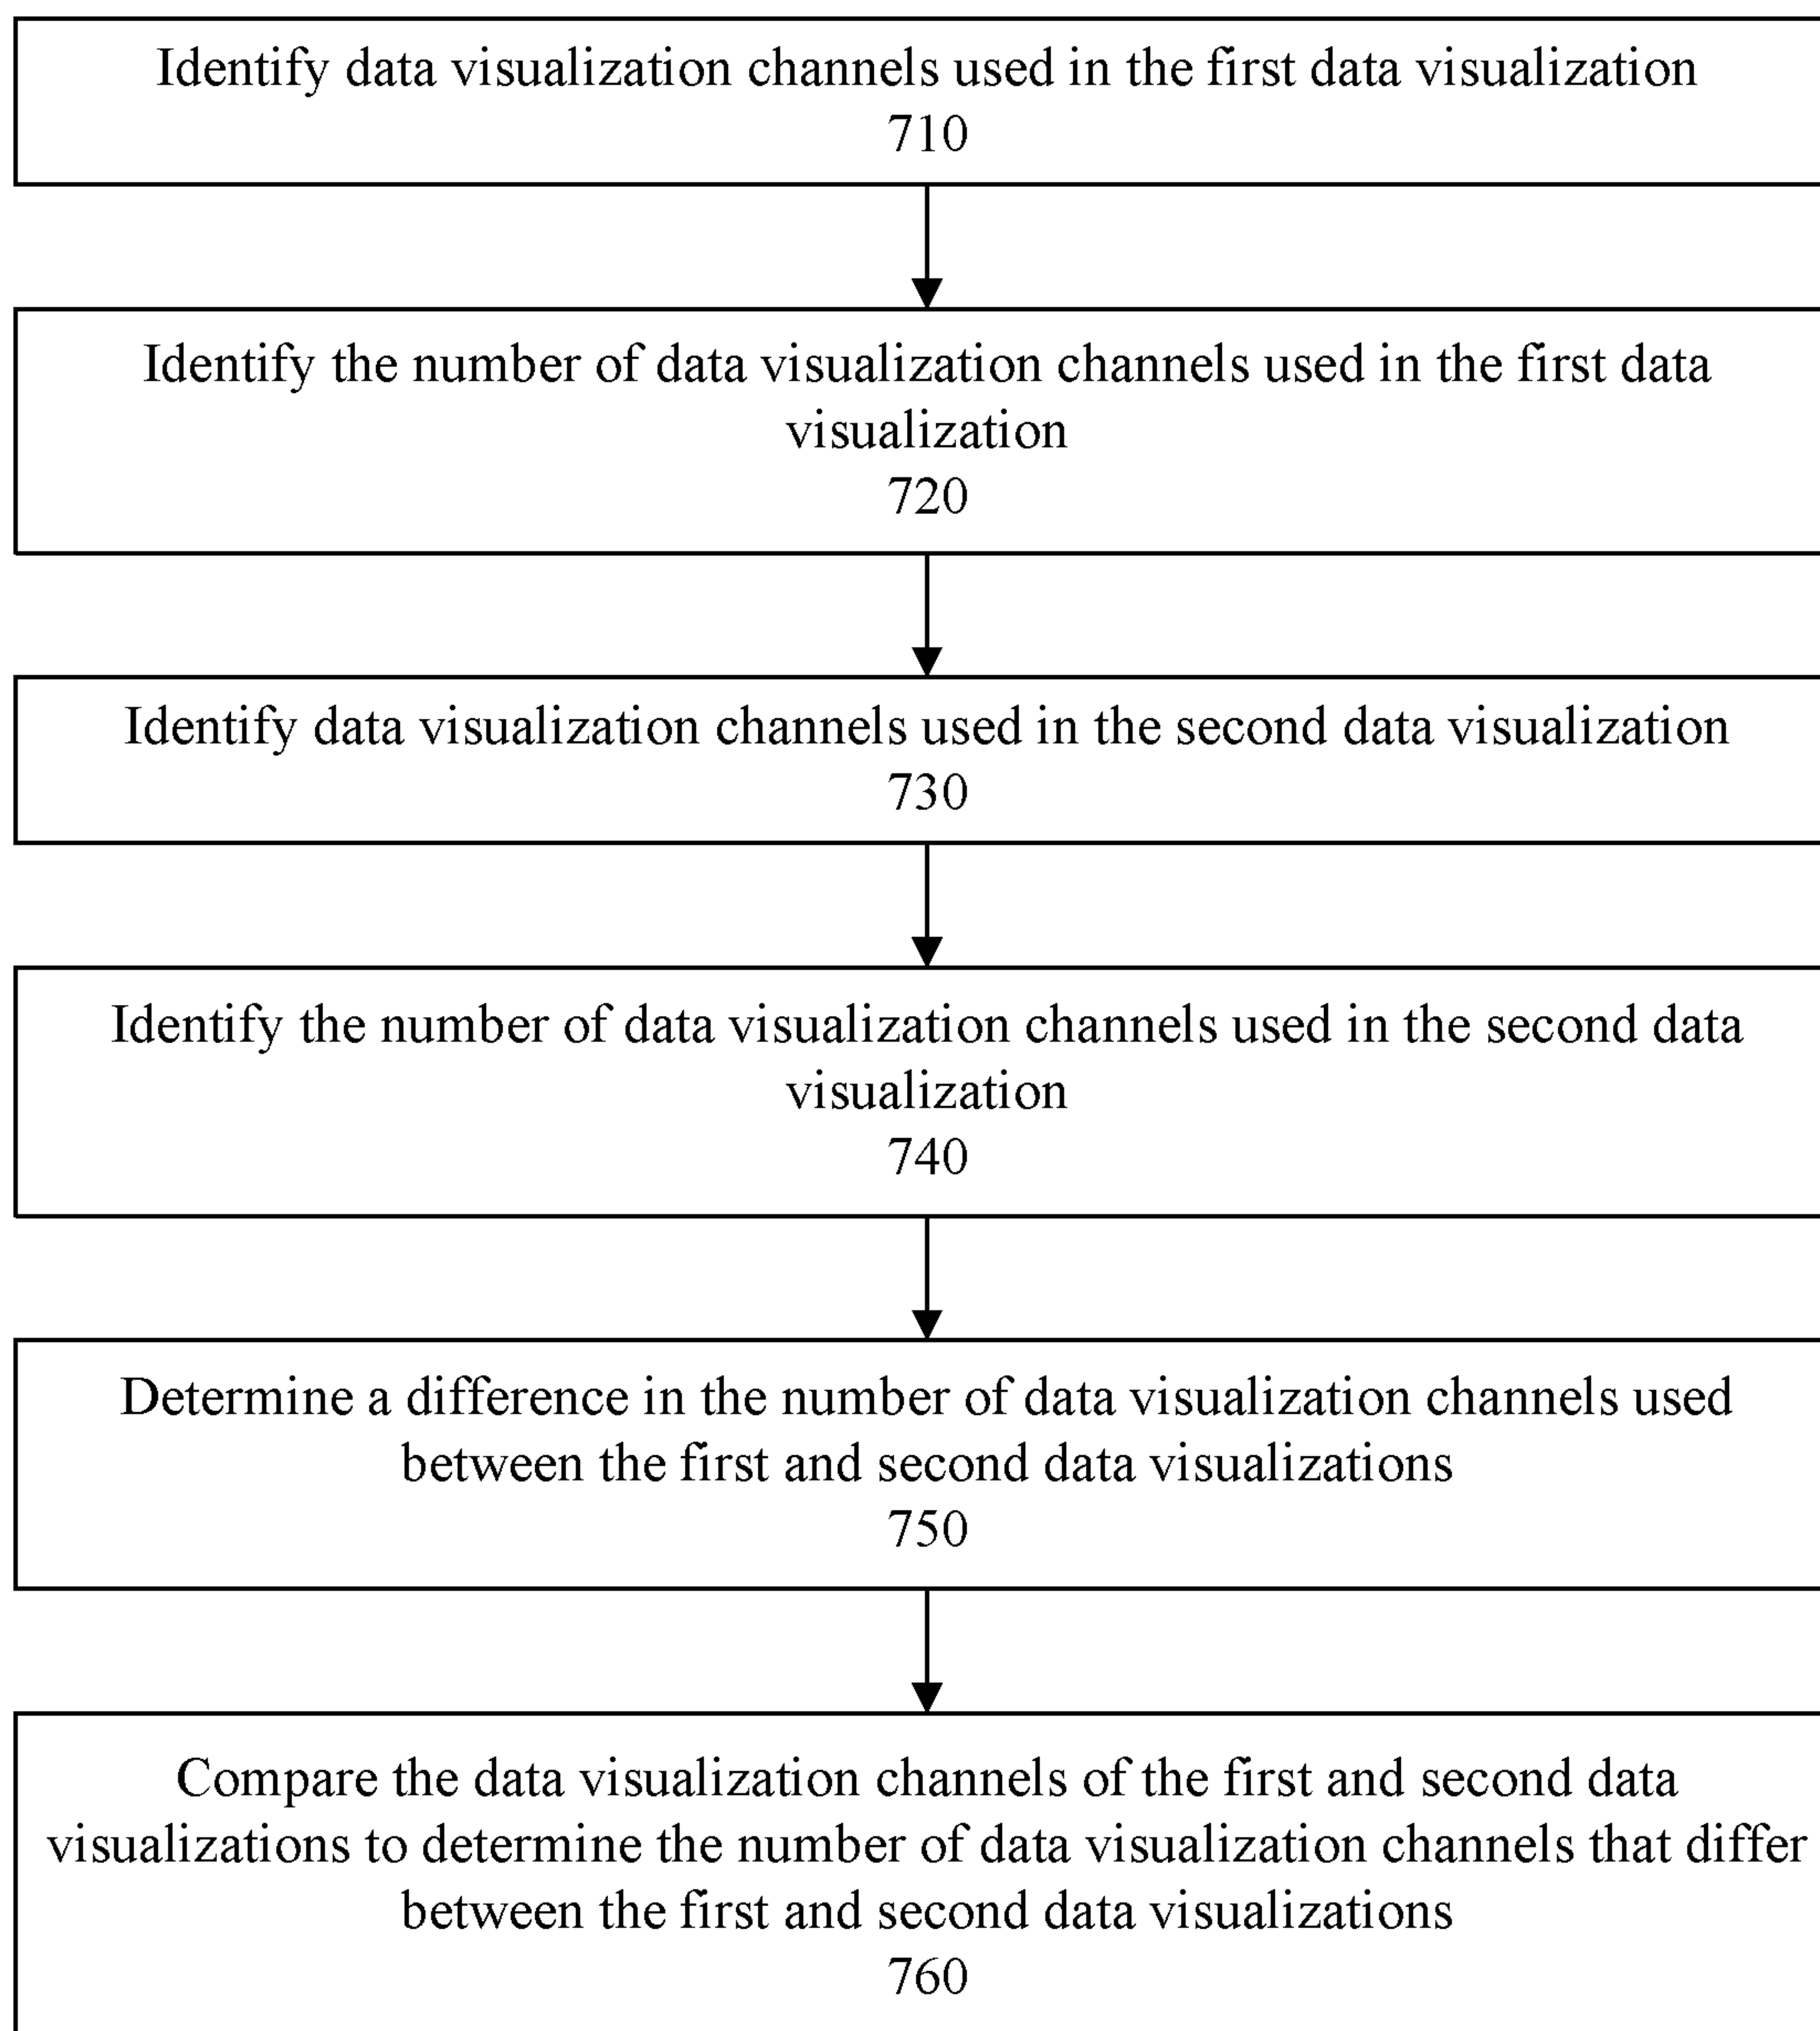 Identify data visualization channels used in the first data visualization
710
Identify the number of data visualization channels used in the first data
visualization
720
Identify data visualization channels used in the second data visualization
730
Identify the number of data visualization channels used in the second data
visualization
740
Determine a difference in the number of data visualization channels used
between the first and second data visualizations
750
Compare the data visualization channels of the first and second data
visualizations to determine the number of data visualization channels that differ
between the first and second data visualizations
760